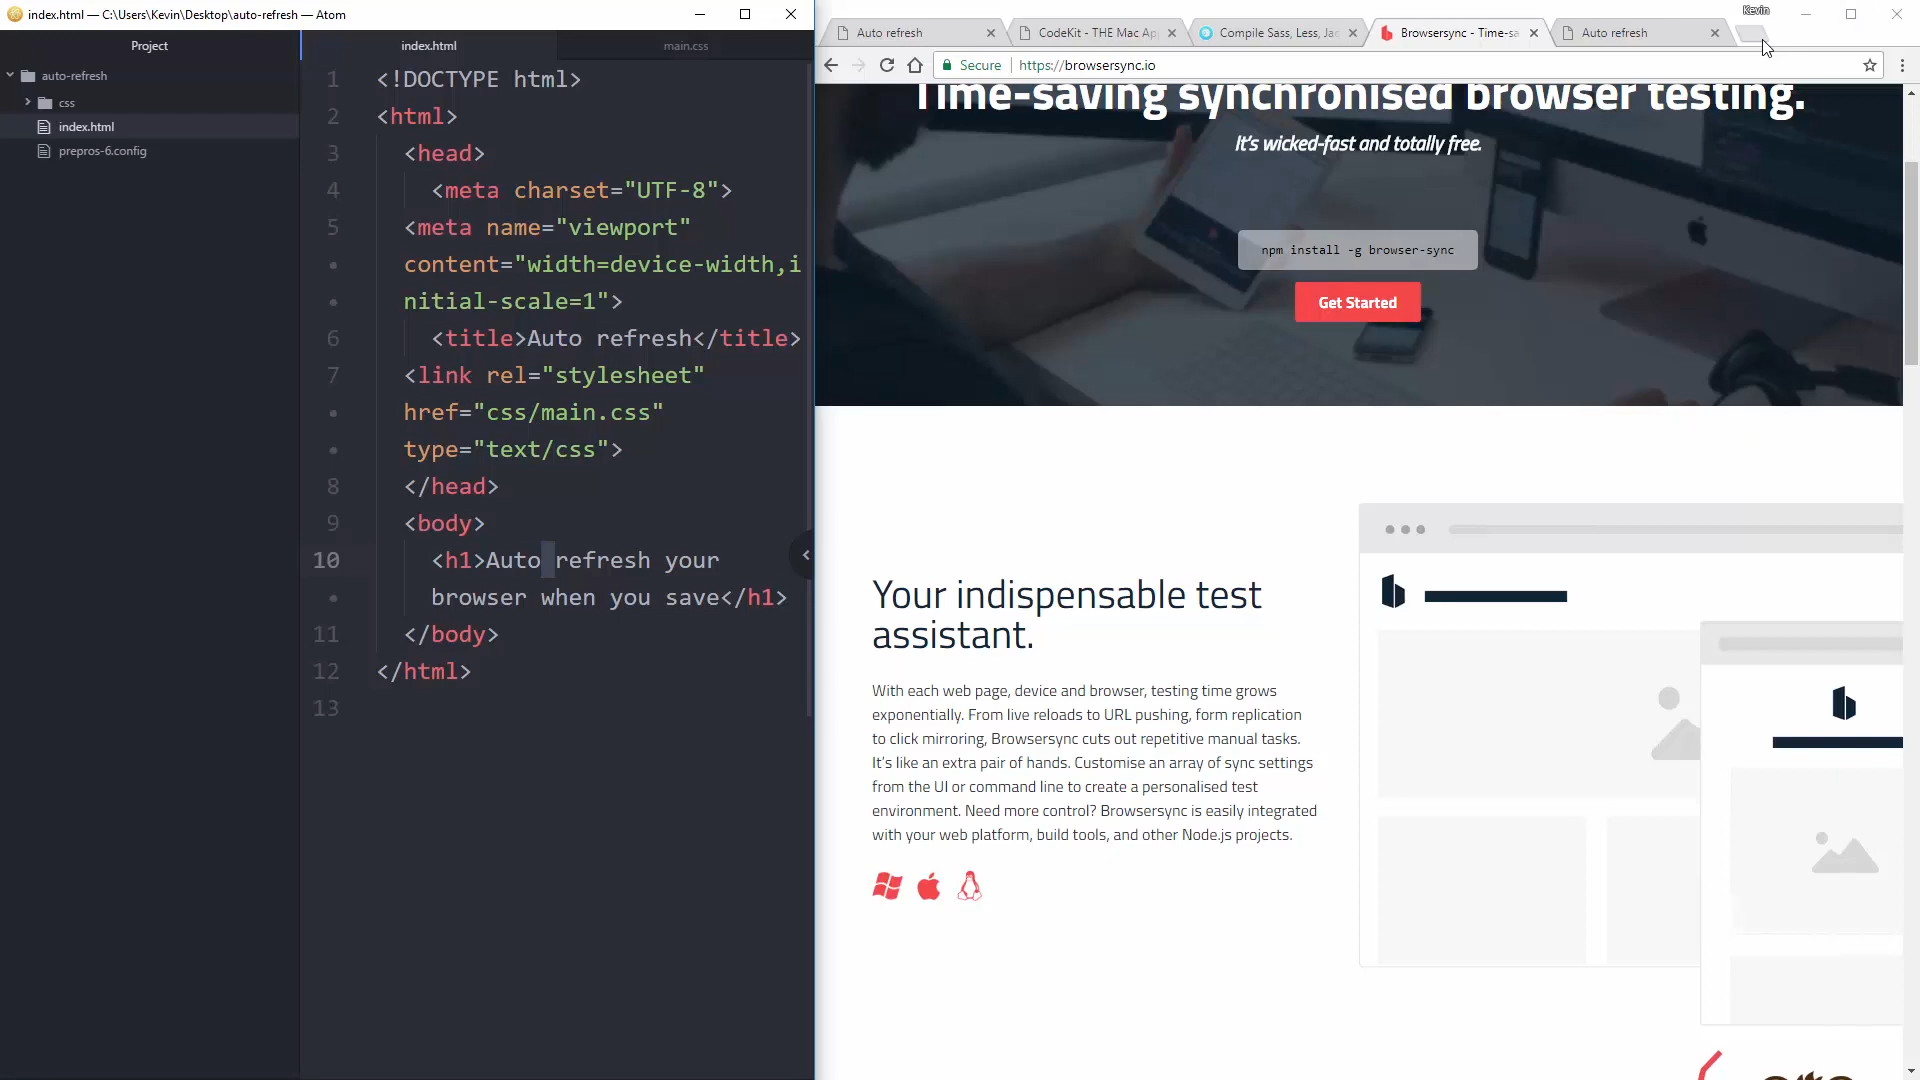 index.html — C:\Users\Kevin\Desktop\auto-refresh — Atom
Project
auto-refresh
css
index.html
prepros-6.config
index.html
main.css
1 <!DOCTYPE html>
2 <html>
3 <head>
4 <meta charset="UTF-8">
5 <meta name="viewport"
content="width=device-width,i
nitial-scale=1">
6 <title>Auto refresh</title>
7 <link rel="stylesheet"
href="css/main.css"
type="text/css">
8 </head>
9 <body>
10 <h1>Auto refresh your
browser when you save</h1>
11 </body>
12 </html>
13
Kevin
Auto refresh
CodeKit - THE Mac Ap
Compile Sass, Less, Jad
Browsersync - Time-sa
Auto refresh
Secure
https://browsersync.io
Time-saving synchronised browser testing.
It's wicked-fast and totally free.
npm install -g browser-sync
Get Started
Your indispensable test
assistant.
With each web page, device and browser, testing time grows
exponentially. From live reloads to URL pushing, form replication
to click mirroring, Browsersync cuts out repetitive manual tasks.
It's like an extra pair of hands. Customise an array of sync settings
from the UI or command line to create a personalised test
environment. Need more control? Browsersync is easily integrated
with your web platform, build tools, and other Node.js projects.